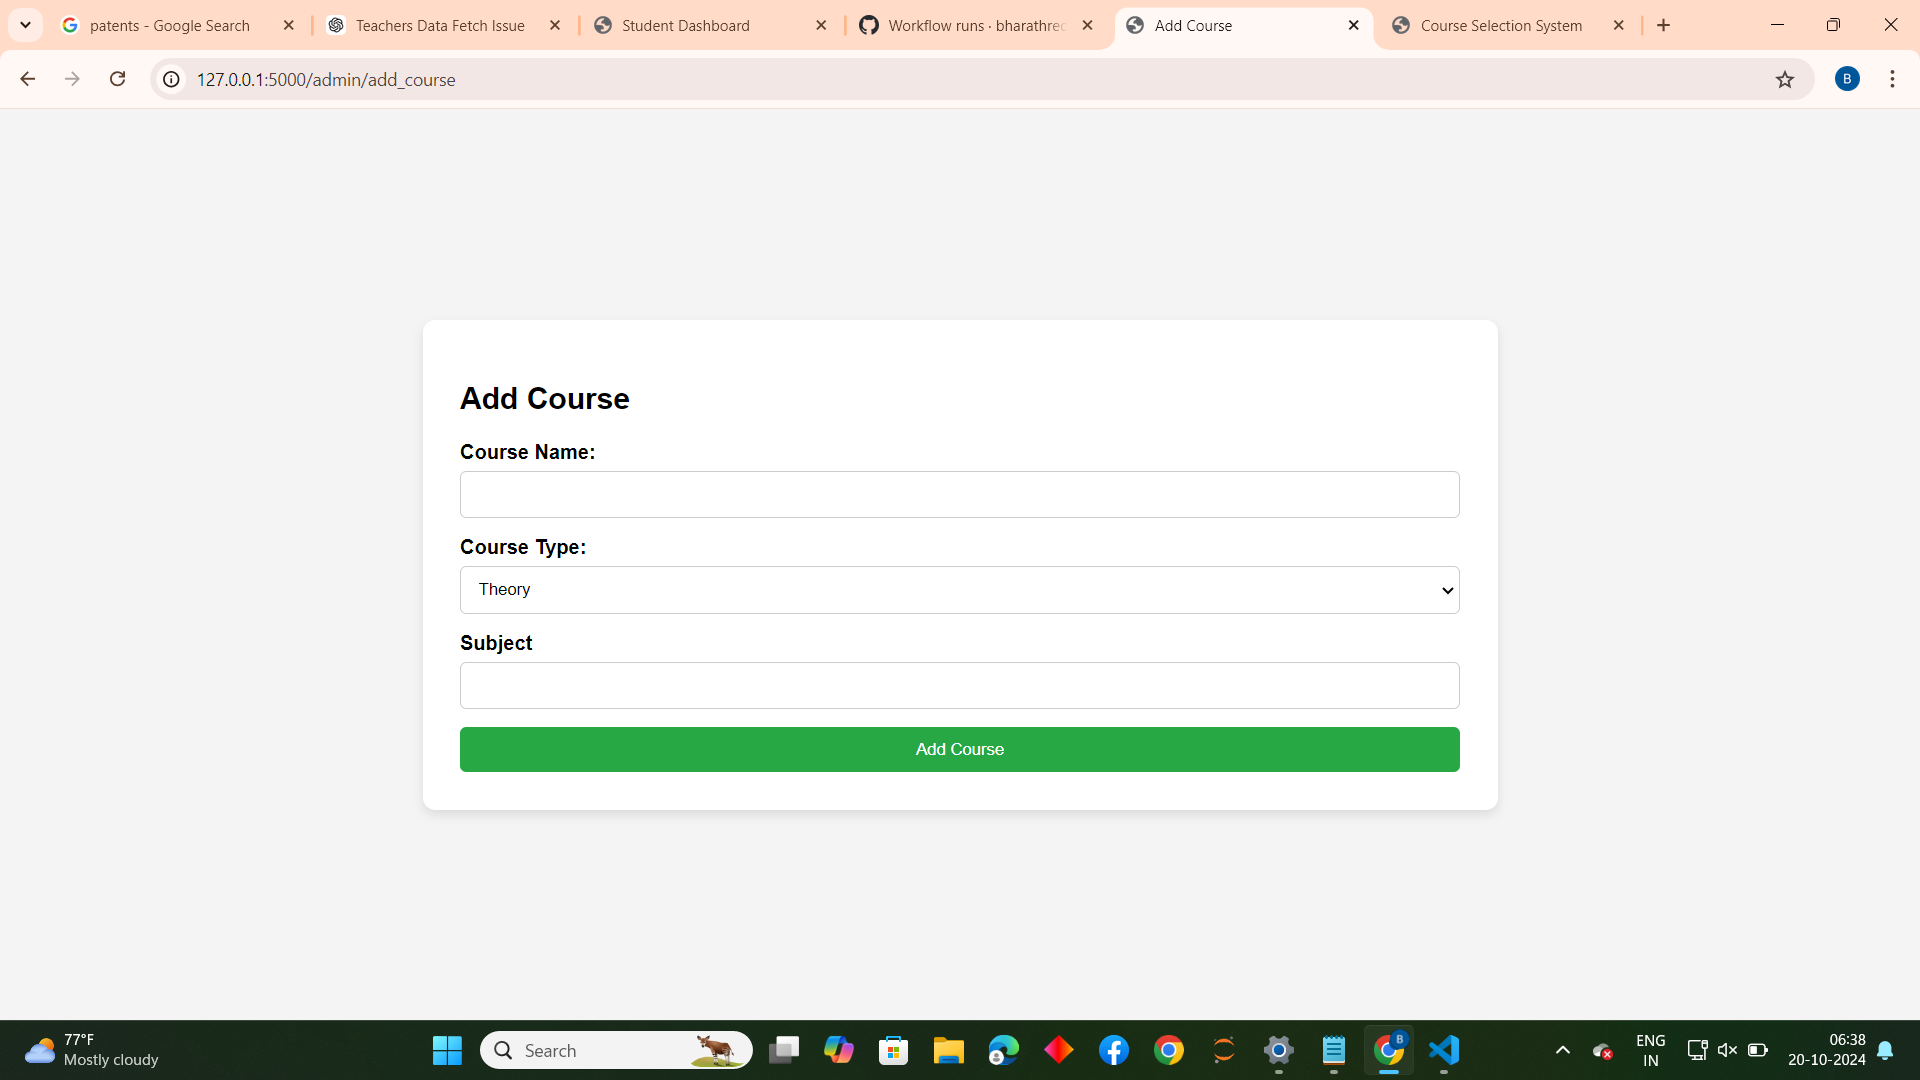 patents - Google Search
Teachers Data Fetch Issue
Student Dashboard
Workflow runs · bharathrec
Add Course
Course Selection System
127.0.0.1:5000/admin/add_course
B
Add Course
Course Name:
Course Type:
Theory
Subject
Add Course
77°F
Mostly cloudy
Search
B
ENG
IN
06:38
20-10-2024